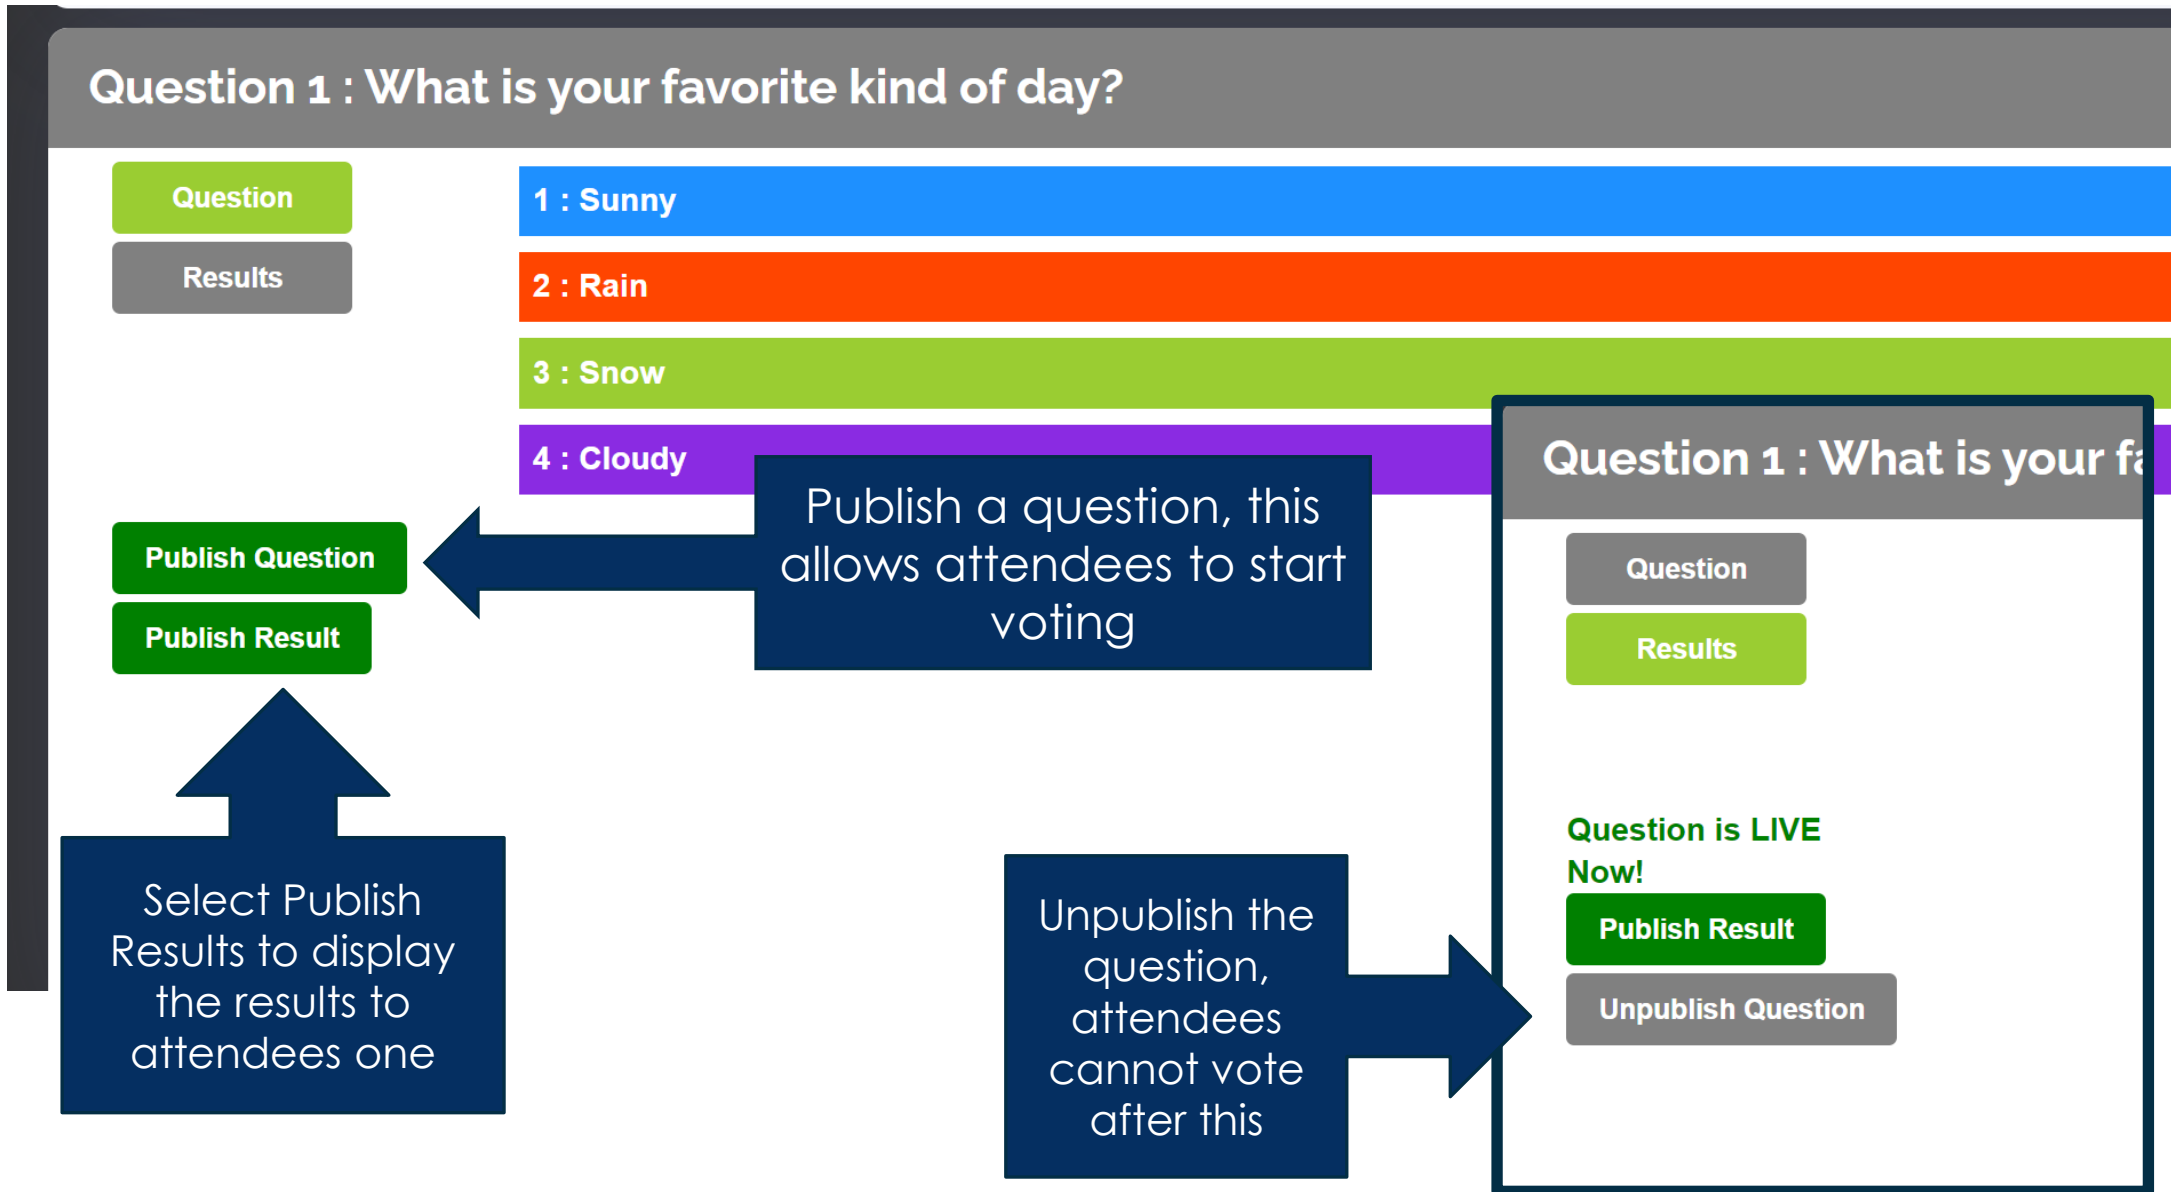 Question 1 : What is your favorite kind of day?
Question
Results
1 : Sunny
2 : Rain
3 : Snow
4 : Cloudy
Publish Question
Publish Result
Publish a question, this
allows attendees to start
voting
Select Publish
Results to display
the results to
attendees one
Unpublish the
question,
attendees
cannot vote
after this
Question 1 : What is your fa
Question
Results
Question is LIVE
Now!
Publish Result
Unpublish Question